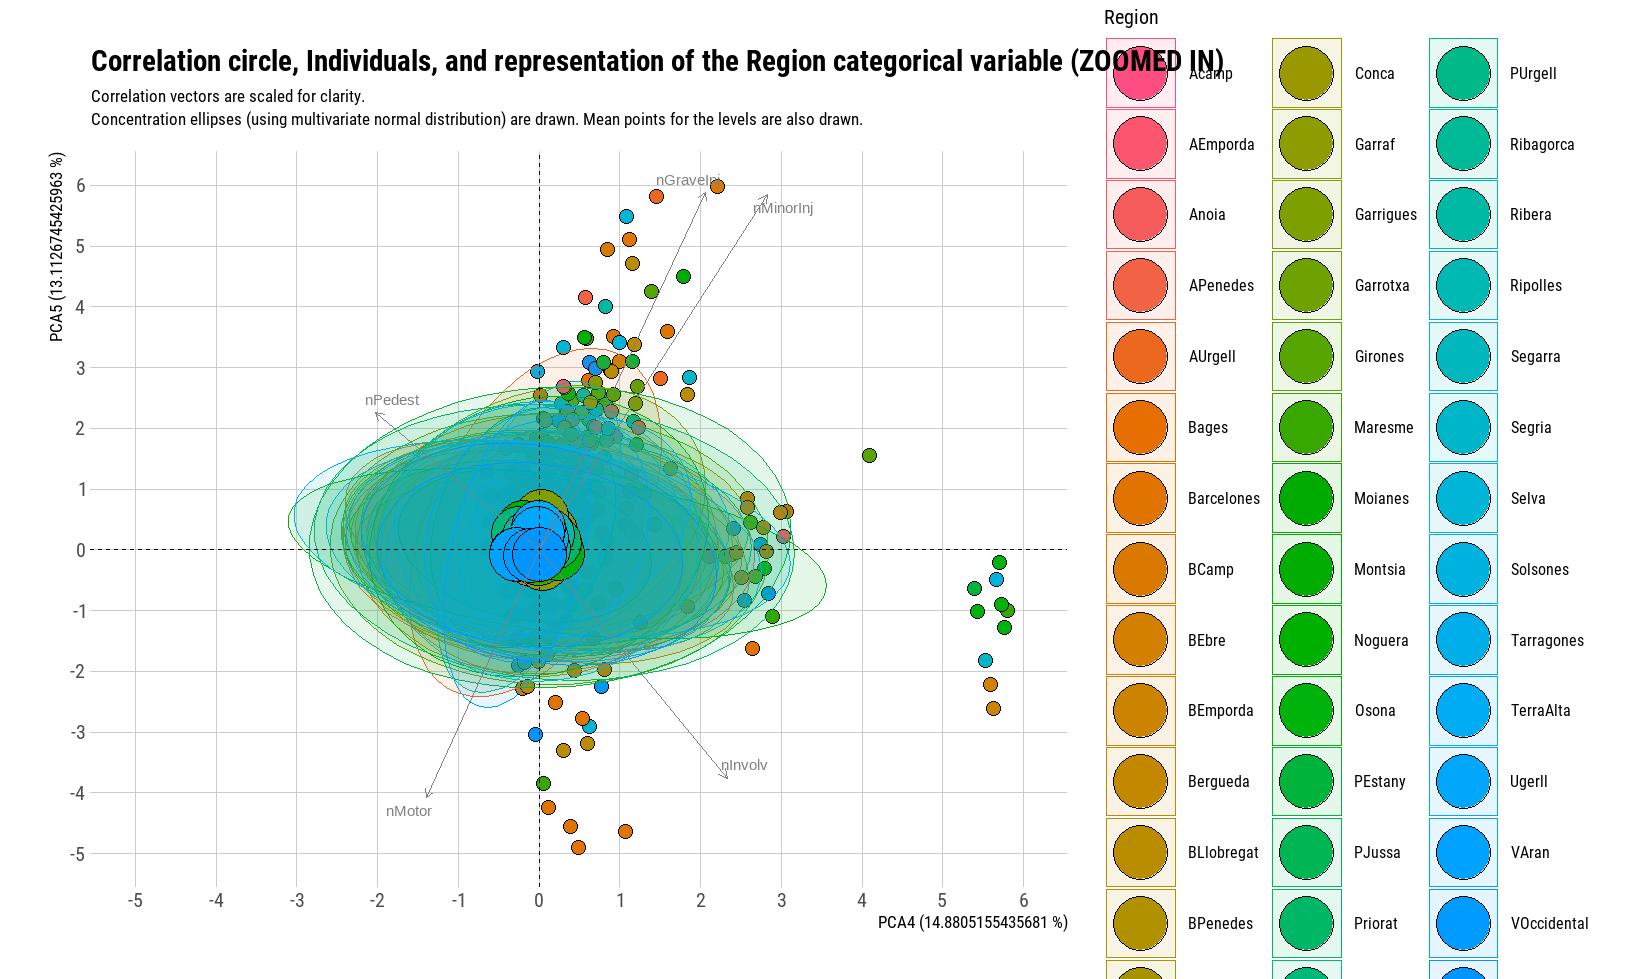 Region
Correlation circle, Individuals, and representation of the Region categorical variable (ZOOMED IN)
Correlation vectors are scaled for clarity.
Concentration ellipses (using multivariate normal distribution) are drawn. Mean points for the levels are also drawn.
PCA5 (13.1126745425963 %)
6
5
4
3
2
1
0
-1
-2
-3
-4
-5
nGraveInj
nMinorInj
nPedest
nInvolv
nMotor
-5 -4 -3 -2 -1 0 1 2 3 4 5 6
PCA4 (14.8805155435681 %)
Acamp Conca PUrgell
AEmporda Garraf Ribagorca
Anoia Garrigues Ribera
APenedes Garrotxa Ripolles
AUrgell Girones Segarra
Bages Maresme Segria
Barcelones Moianes Selva
BCamp Montsia Solsones
BEbre Noguera Tarragones
BEmporda Osona TerraAlta
Bergueda PEstany Ugerll
BLlobregat PJussa VAran
BPenedes Priorat VOccidental